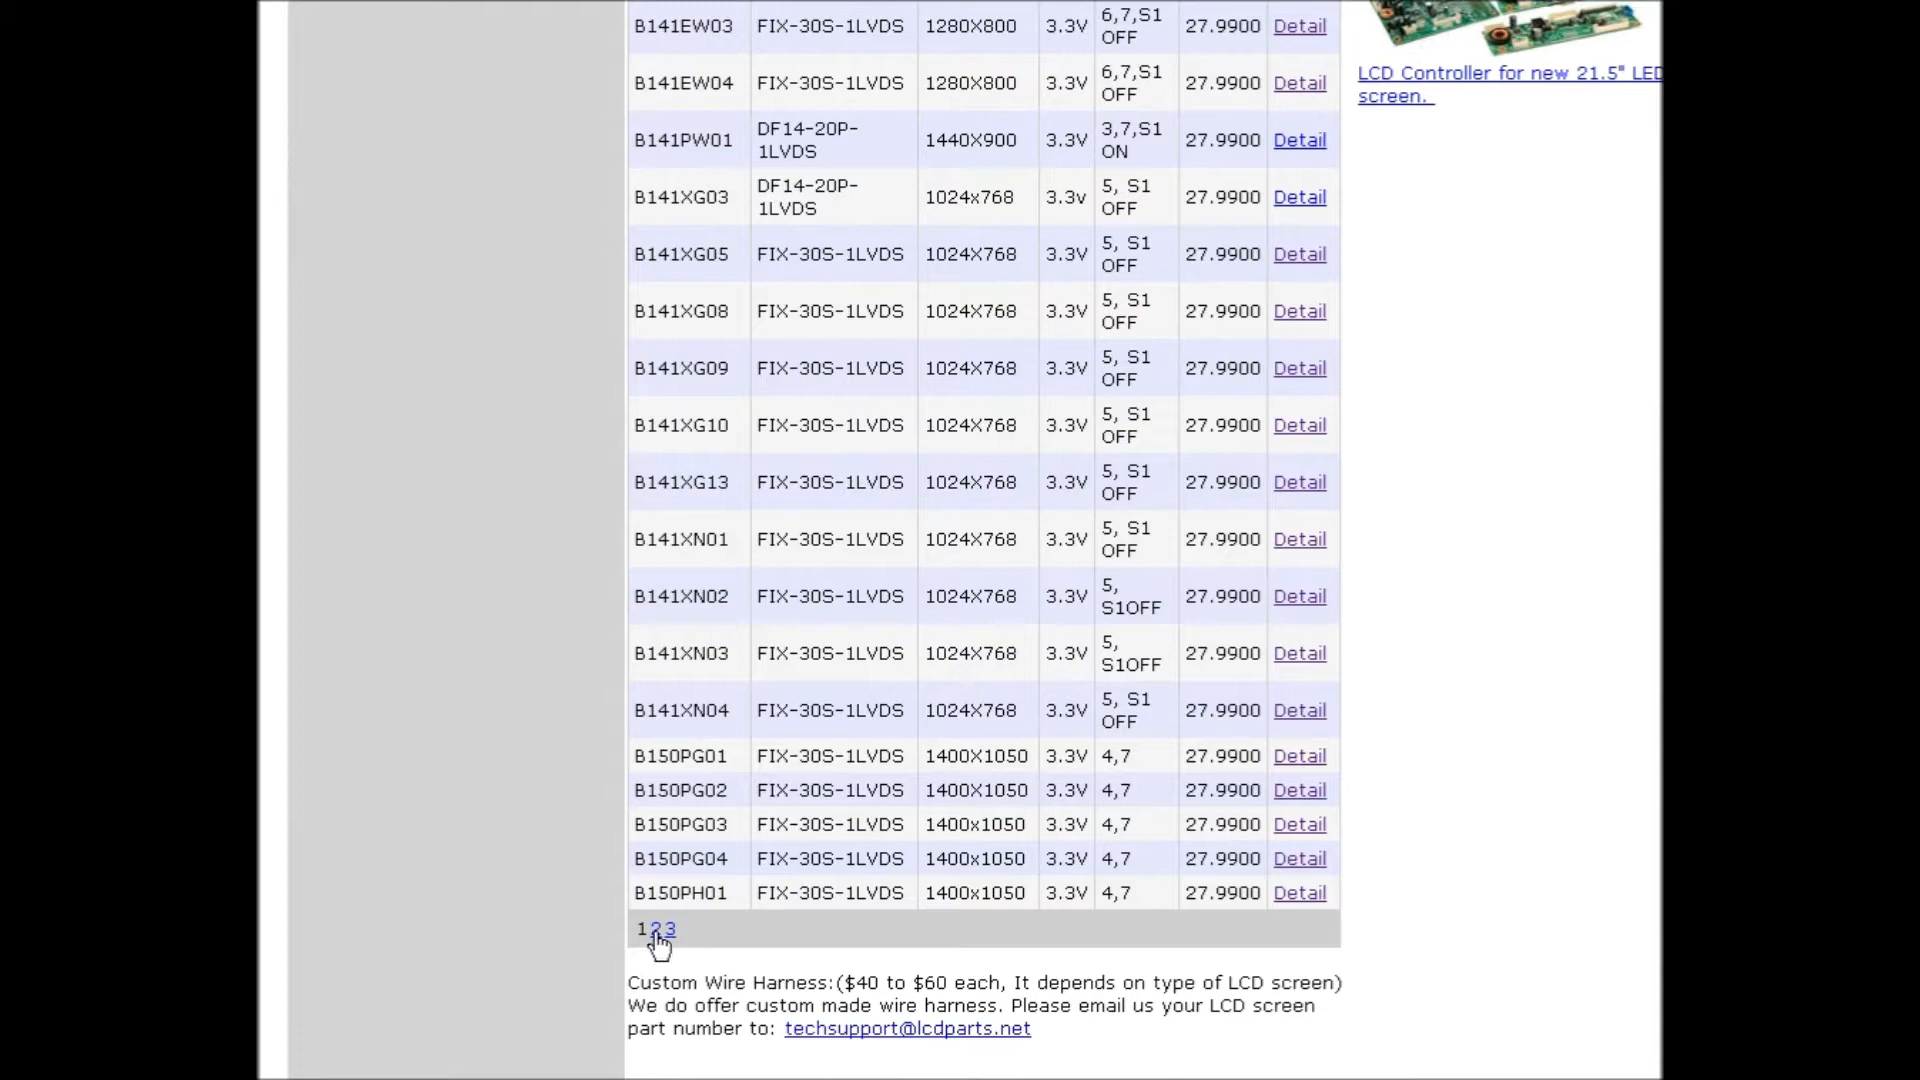 B141EW03 FIX-30S-1LVDS 1280X800 3.3V 6,7,S1 OFF 27.9900 Detail
B141EW04 FIX-30S-1LVDS 1280X800 3.3V 6,7,S1 OFF 27.9900 Detail
B141PW01 DF14-20P-1LVDS 1440X900 3.3V 3,7,S1 ON 27.9900 Detail
B141XG03 DF14-20P-1LVDS 1024x768 3.3v 5, S1 OFF 27.9900 Detail
B141XG05 FIX-30S-1LVDS 1024X768 3.3V 5, S1 OFF 27.9900 Detail
B141XG08 FIX-30S-1LVDS 1024X768 3.3V 5, S1 OFF 27.9900 Detail
B141XG09 FIX-30S-1LVDS 1024X768 3.3V 5, S1 OFF 27.9900 Detail
B141XG10 FIX-30S-1LVDS 1024X768 3.3V 5, S1 OFF 27.9900 Detail
B141XG13 FIX-30S-1LVDS 1024X768 3.3V 5, S1 OFF 27.9900 Detail
B141XN01 FIX-30S-1LVDS 1024X768 3.3V 5, S1 OFF 27.9900 Detail
B141XN02 FIX-30S-1LVDS 1024X768 3.3V 5, S1OFF 27.9900 Detail
B141XN03 FIX-30S-1LVDS 1024X768 3.3V 5, S1OFF 27.9900 Detail
B141XN04 FIX-30S-1LVDS 1024X768 3.3V 5, S1 OFF 27.9900 Detail
B150PG01 FIX-30S-1LVDS 1400X1050 3.3V 4,7 27.9900 Detail
B150PG02 FIX-30S-1LVDS 1400X1050 3.3V 4,7 27.9900 Detail
B150PG03 FIX-30S-1LVDS 1400x1050 3.3V 4,7 27.9900 Detail
B150PG04 FIX-30S-1LVDS 1400x1050 3.3V 4,7 27.9900 Detail
B150PH01 FIX-30S-1LVDS 1400x1050 3.3V 4,7 27.9900 Detail
1 2 3
Custom Wire Harness:($40 to $60 each, It depends on type of LCD screen)
We do offer custom made wire harness. Please email us your LCD screen
part number to: techsupport@lcdparts.net
LCD Controller for new 21.5" LED
screen.